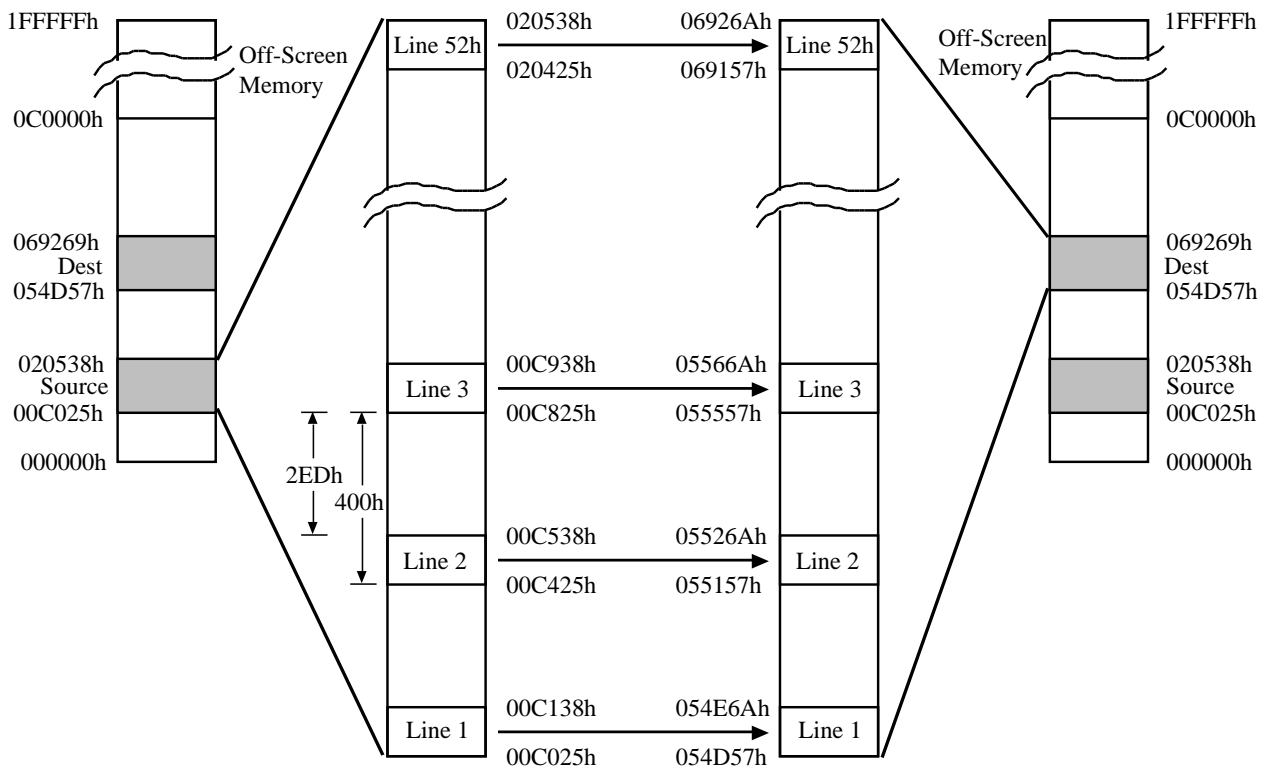 1FFFFFh
Off-Screen
Memory
0C0000h
069269h
Dest
054D57h
020538h
Source
00C025h
000000h
Line 52h
020538h
06926Ah
020425h
069157h
Line 52h
Line 3
00C938h
05566Ah
00C825h
055557h
Line 3
2EDh
400h
Line 2
00C538h
05526Ah
00C425h
055157h
Line 2
Line 1
00C138h
054E6Ah
00C025h
054D57h
Line 1
Off-Screen
Memory
1FFFFFh
0C0000h
069269h
Dest
054D57h
020538h
Source
00C025h
000000h